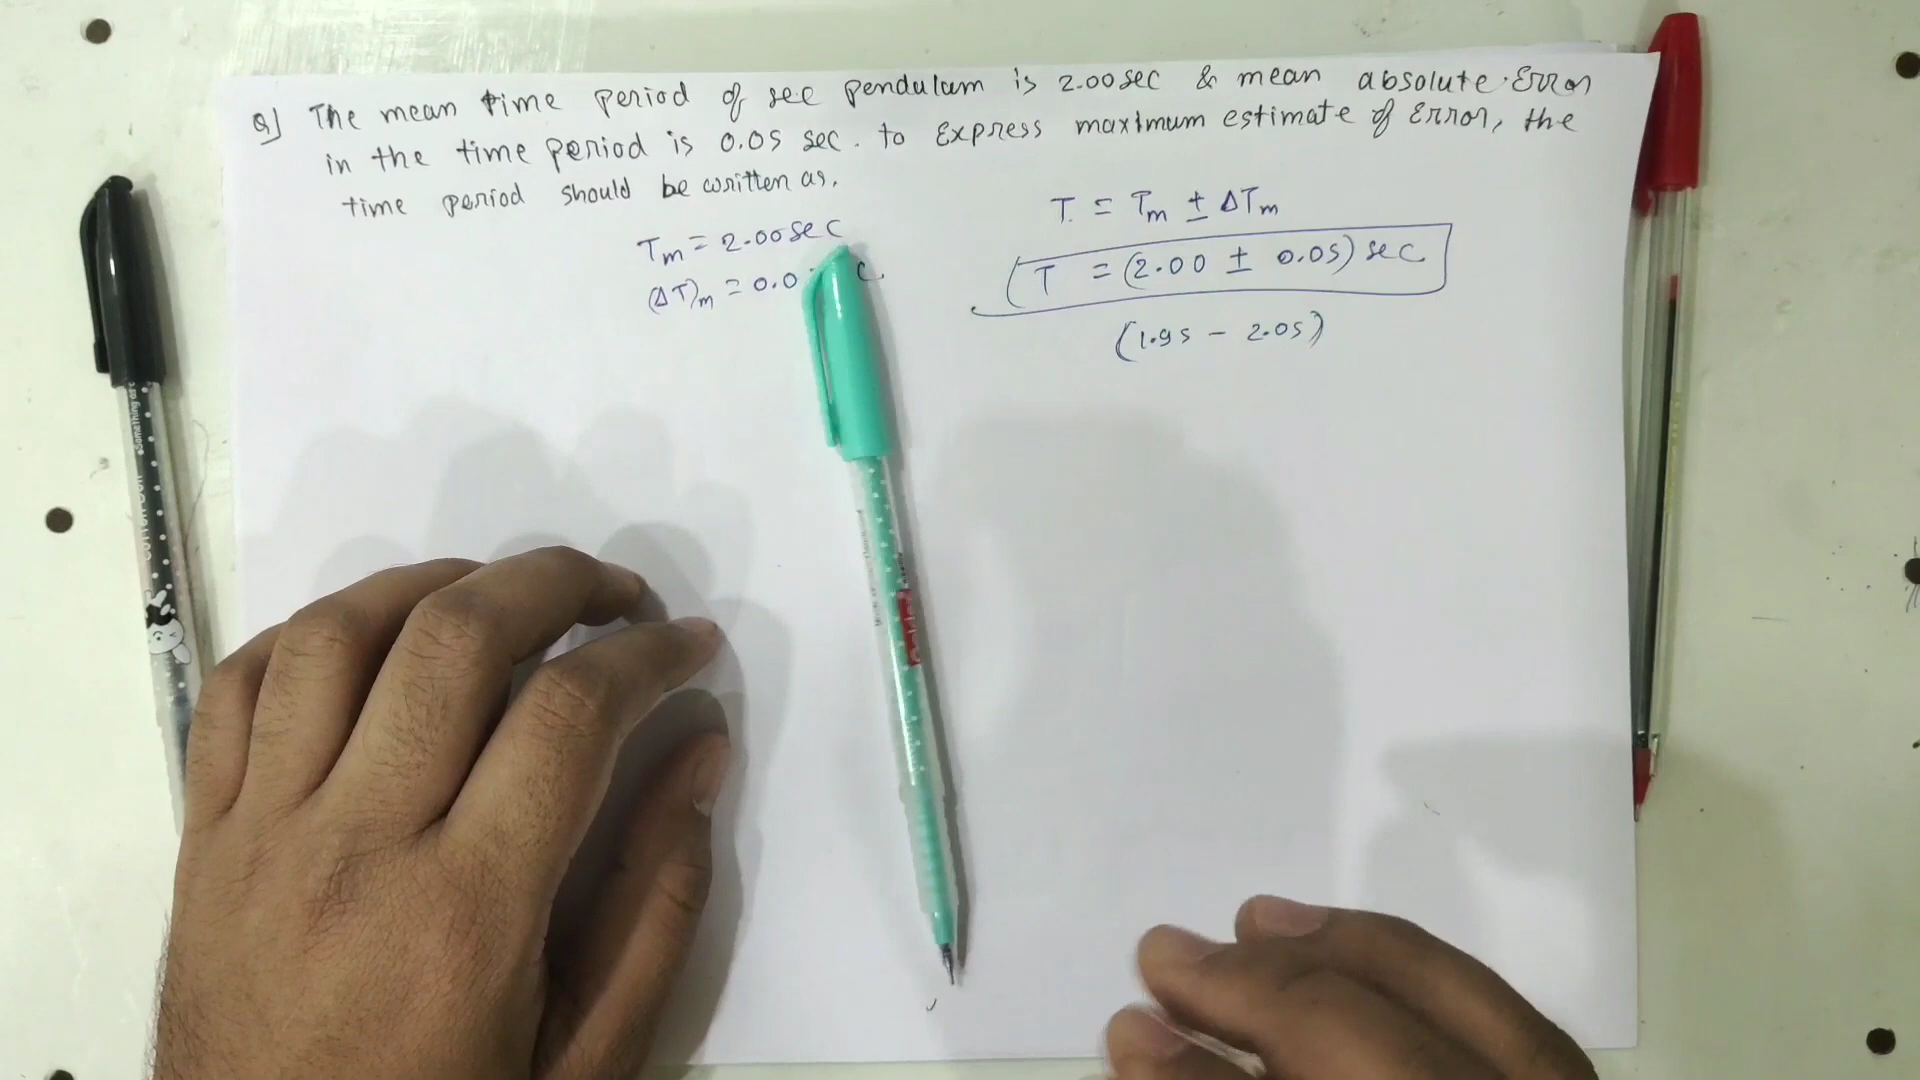 Q] The mean time period of sec pendulum is 2.00 sec & mean absolute Error
in the time period is 0.05 sec. to Express maximum estimate of Error, the
time period should be written as.
Tm = 2.00 sec
(ΔT)m = 0.0 c
T = Tm ± ΔTm
T = (2.00 ± 0.05) sec
(1.95 - 2.05)